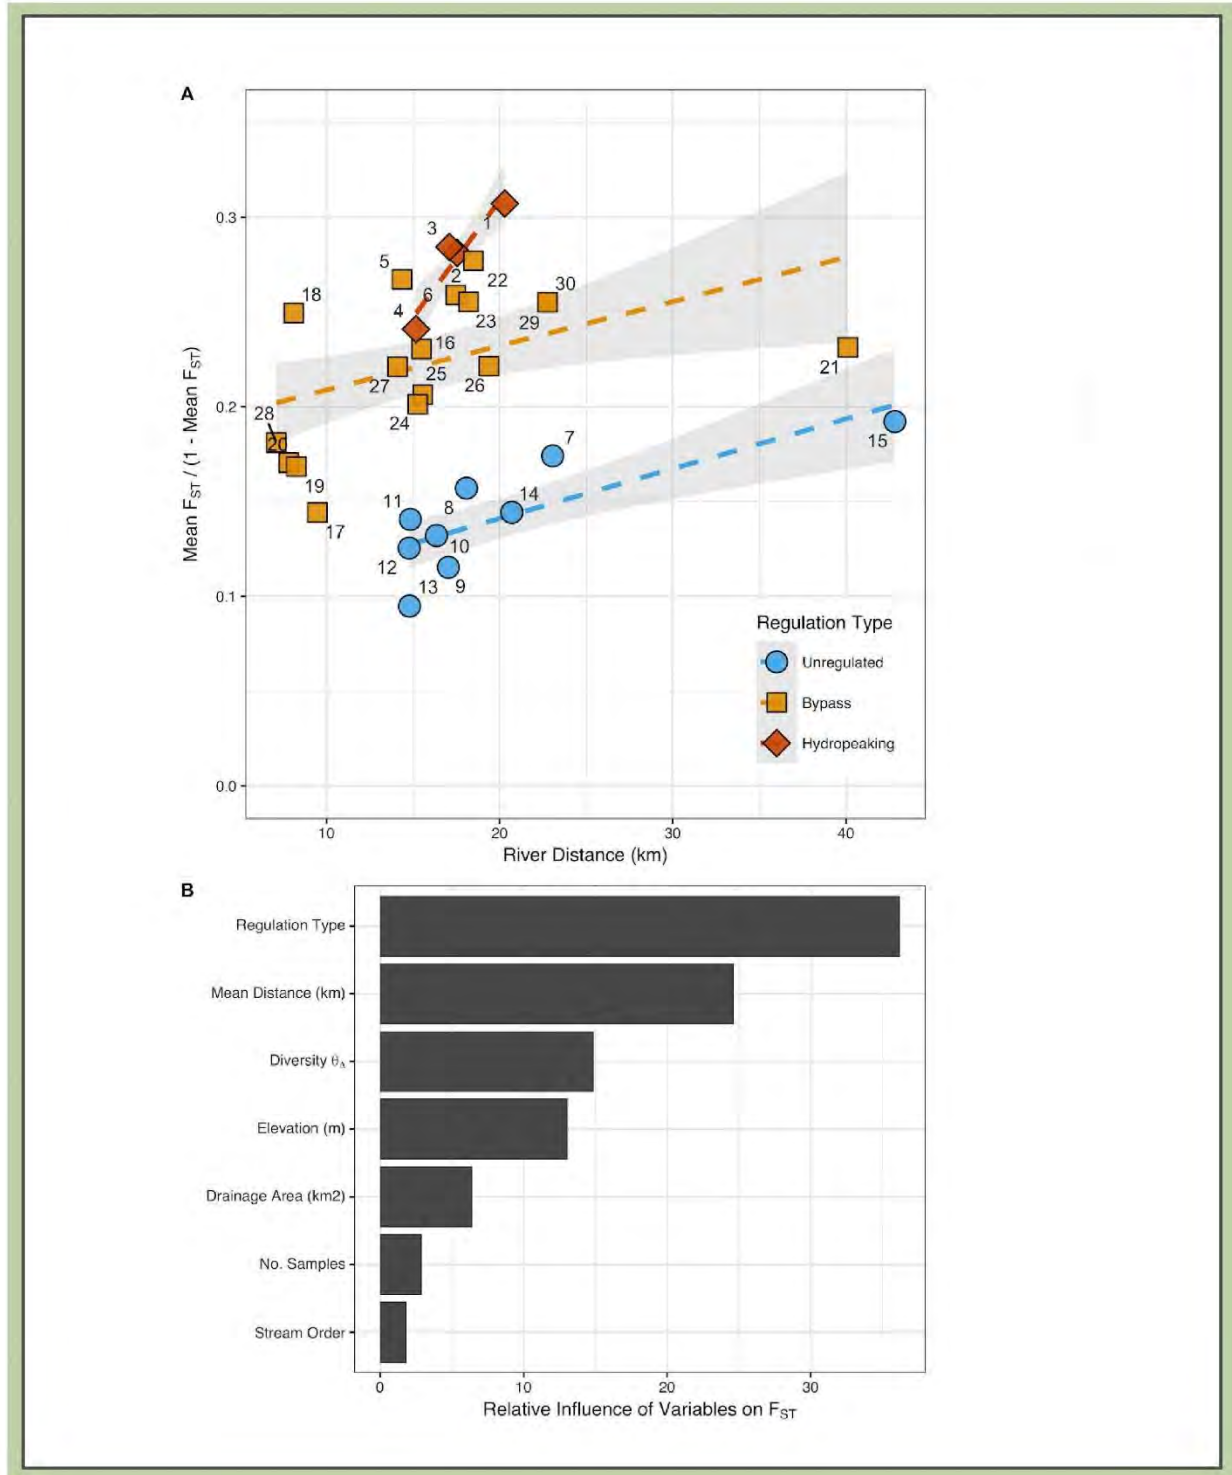 A
Mean FST / (1 - Mean FST)
0.3
0.2
0.1
0.0
1
3
5
2
22
18
6
30
4
23
29
16
27
25
26
21
28
24
20
7
15
19
11
14
17
8
12
10
13
9
Regulation Type
Unregulated
Bypass
Hydropeaking
10
20
30
40
River Distance (km)
B
Regulation Type
Mean Distance (km)
Diversity θ
Elevation (m)
Drainage Area (km2)
No. Samples
Stream Order
0
10
20
30
Relative Influence of Variables on FST